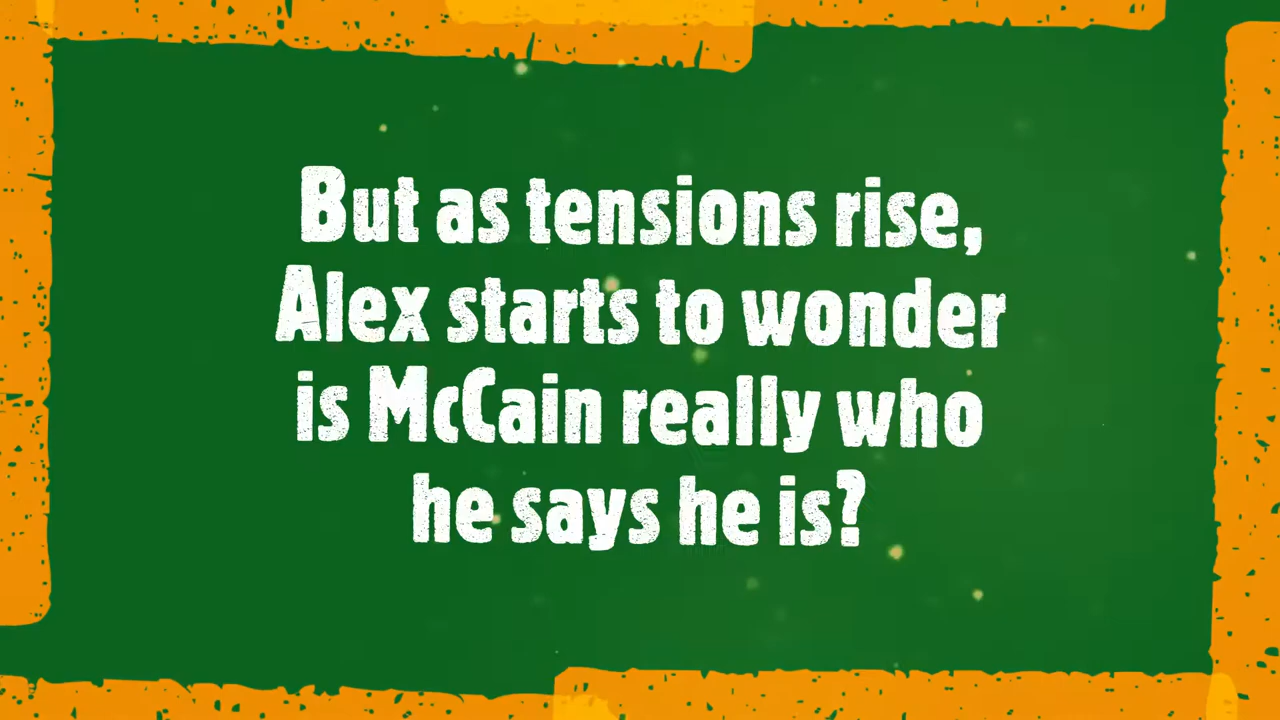 But as tensions rise,
Alex starts to wonder
is McCain really who
he says he is?